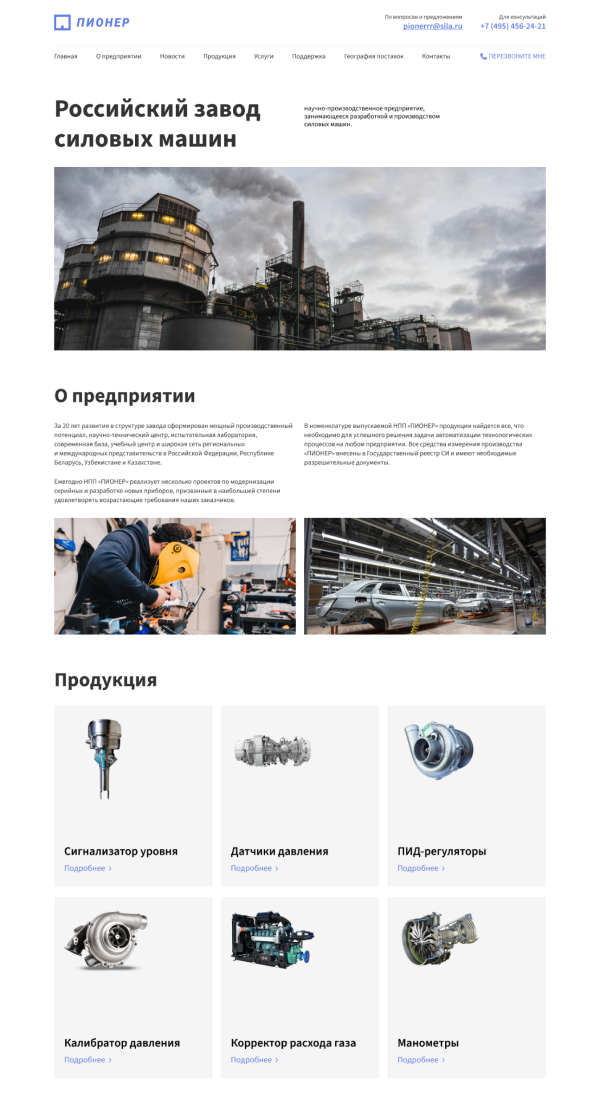 ПИОНЕР
По вопросам и предложениям
pionerrr@sila.ru
Для консультаций
+7 (495) 456-24-21
Главная О предприятии Новости Продукция Услуги Поддержка География поставок Контакты ПЕРЕЗВОНИТЕ МНЕ
Российский завод
силовых машин
научно-производственное предприятие,
занимающееся разработкой и производством
силовых машин.
О предприятии
За 20 лет развития в структуре завода сформирован мощный производственный
потенциал, научно-технический центр, испытательная лаборатория,
современная база, учебный центр и широкая сеть региональных
и международных представительств в Российской Федерации, Республике
Беларусь, Узбекистане и Казахстане.
Ежегодно НПП «ПИОНЕР» реализует несколько проектов по модернизации
серийных и разработке новых приборов, призванные в наибольшей степени
удовлетворять возрастающие требования наших заказчиков.
В номенклатуре выпускаемой НПП «ПИОНЕР» продукции найдется все, что
необходимо для успешного решения задачи автоматизации технологических
процессов на любом предприятии. Все средства измерения производства
«ПИОНЕР» внесены в Государственный реестр СИ и имеют необходимые
разрешительные документы.
Продукция
Сигнализатор уровня
Подробнее
Датчики давления
Подробнее
ПИД-регуляторы
Подробнее
Калибратор давления
Подробнее
Корректор расхода газа
Подробнее
Манометры
Подробнее